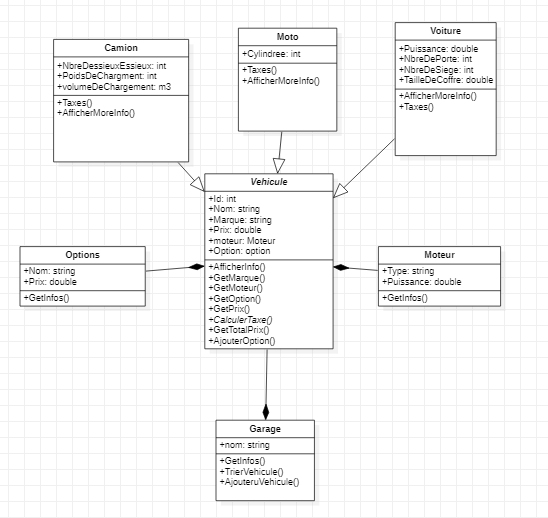 Camion
+NbreDessieuxEssieux: int
+PoidsDeChargment: int
+volumeDeChargement: m3
+Taxes()
+AfficherMoreInfo()
Moto
+Cylindree: int
+Taxes()
+AfficherMoreInfo()
Voiture
+Puissance: double
+NbreDePorte: int
+NbreDeSiege: int
+TailleDeCoffre: double
+AfficherMoreInfo()
+Taxes()
Vehicule
+Id: int
+Nom: string
+Marque: string
+Prix: double
+moteur: Moteur
+Option: option
+AfficherInfo()
+GetMarque()
+GetMoteur()
+GetOption()
+GetPrix()
+CalculerTaxe()
+GetTotalPrix()
+AjouterOption()
Options
+Nom: string
+Prix: double
+GetInfos()
Moteur
+Type: string
+Puissance: double
+GetInfos()
Garage
+nom: string
+GetInfos()
+TrierVehicule()
+AjouteruVehicule()